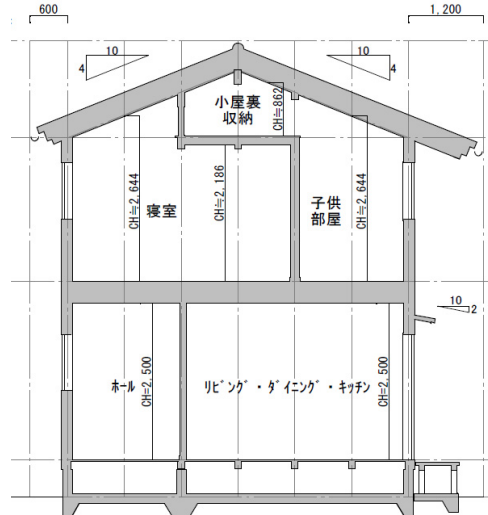 600
1,200
10
4
10
4
小屋裏
収納
CH≒862
CH≒2,644
寝室
CH≒2,186
子供
部屋
CH≒2,644
10
2
ホール
CH=2,500
リビング・ダイニング・キッチン
CH=2,500